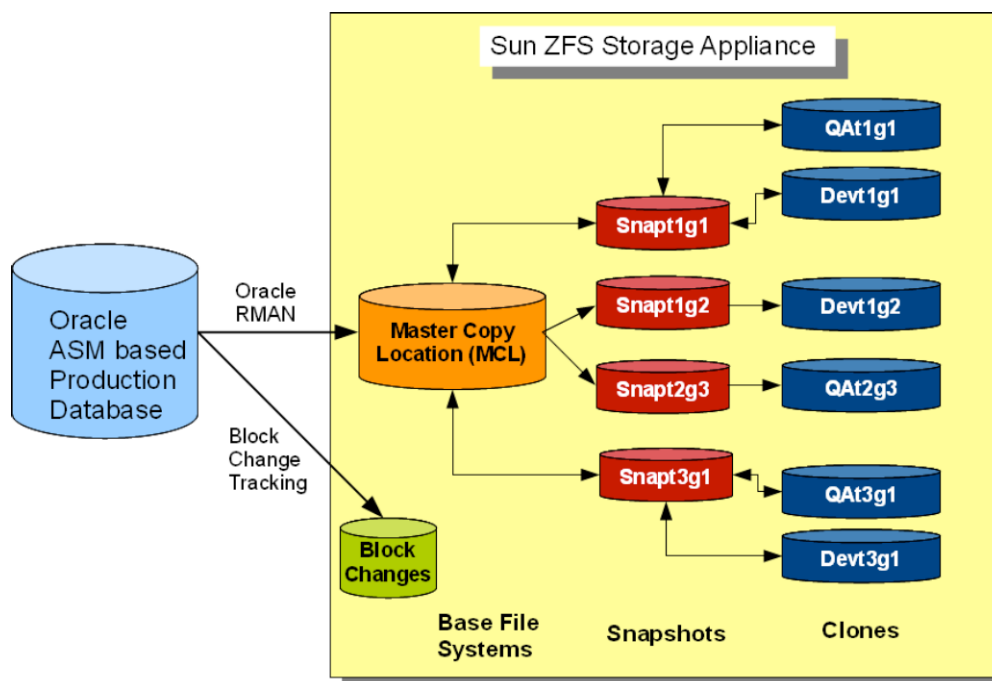 Sun ZFS Storage Appliance
QAt1g1
Devt1g1
Snapt1g1
Oracle
RMAN
Snapt1g2
Devt1g2
Oracle
ASM based
Production
Database
Master Copy
Location (MCL)
Snapt2g3
QAt2g3
Block
Change
Tracking
Snapt3g1
QAt3g1
Devt3g1
Block
Changes
Base File
Systems
Snapshots
Clones